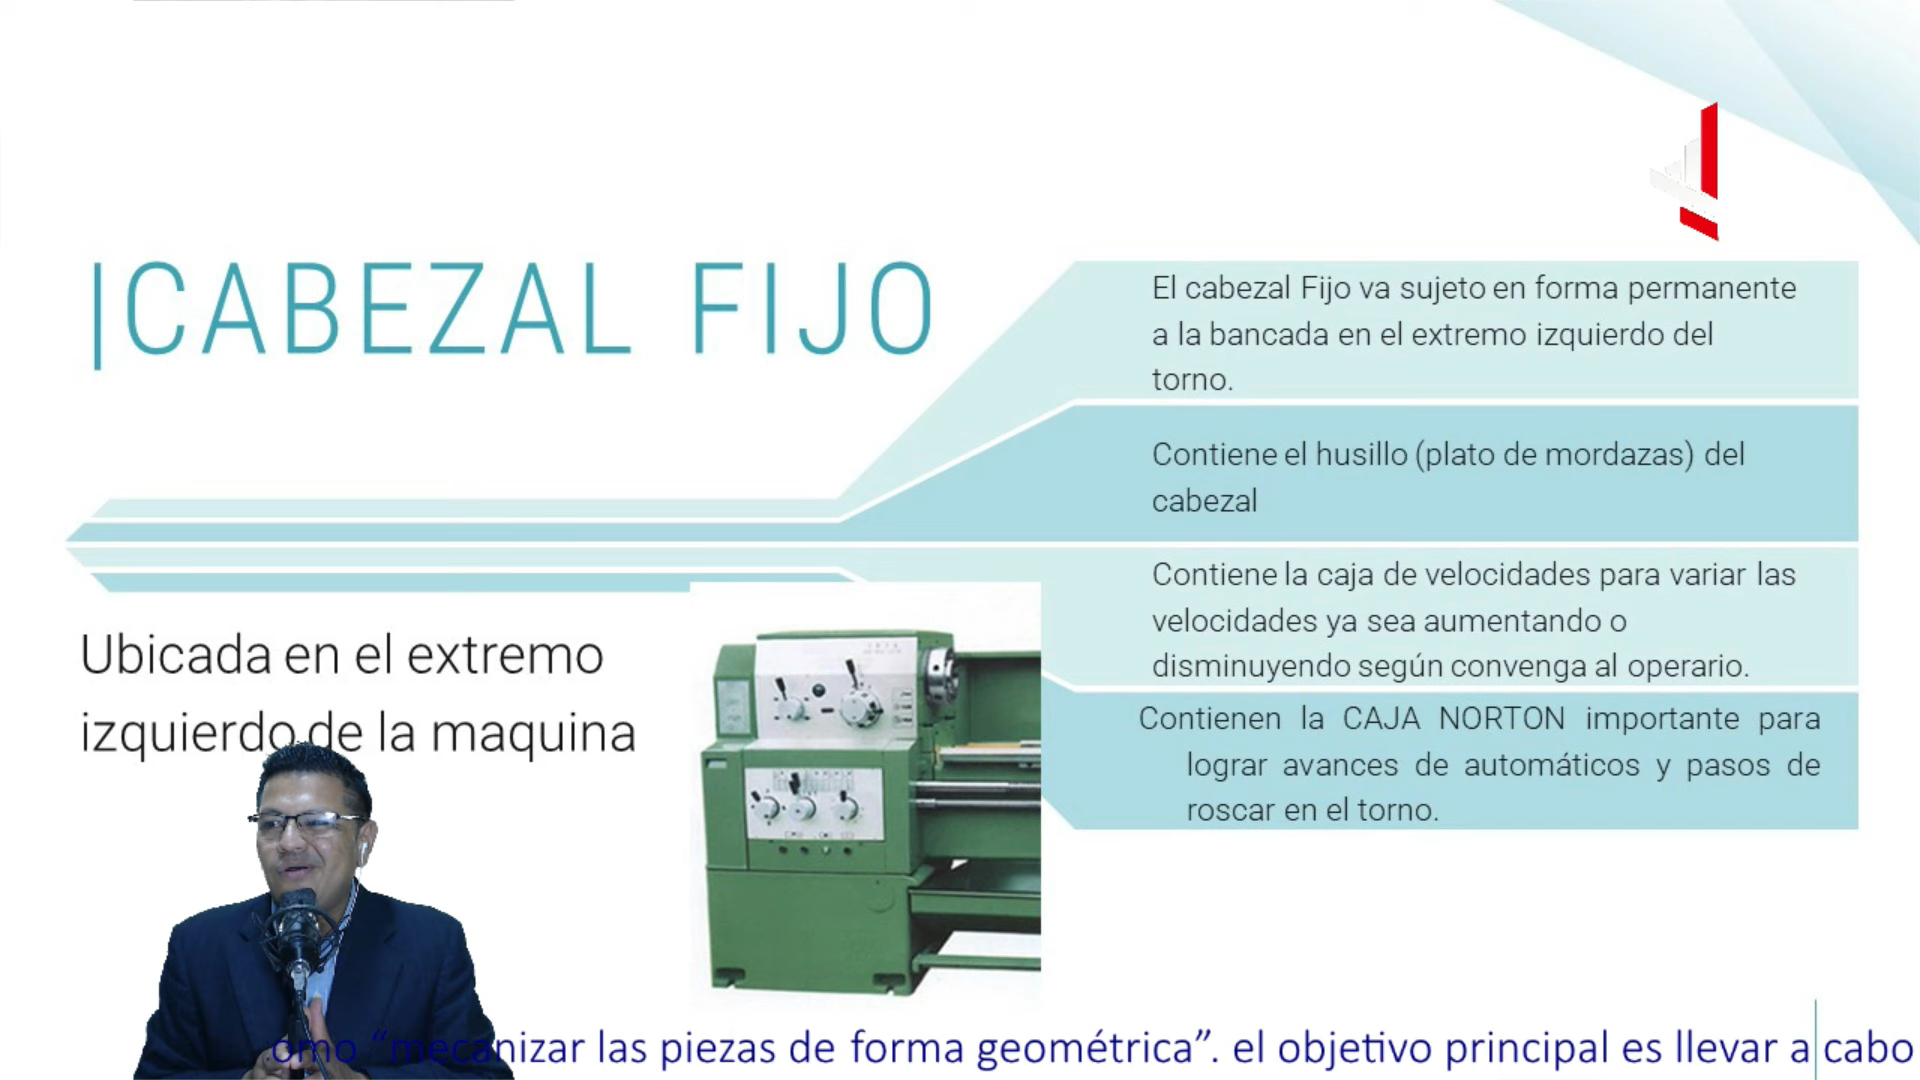 |CABEZAL FIJO
El cabezal Fijo va sujeto en forma permanente
a la bancada en el extremo izquierdo del
torno.
Contiene el husillo (plato de mordazas) del
cabezal
Contiene la caja de velocidades para variar las
velocidades ya sea aumentando o
disminuyendo según convenga al operario.
Contienen la CAJA NORTON importante para
lograr avances de automáticos y pasos de
roscar en el torno.
Ubicada en el extremo
izquierdo de la maquina
omo “mecanizar las piezas de forma geométrica”. el objetivo principal es llevar a cabo